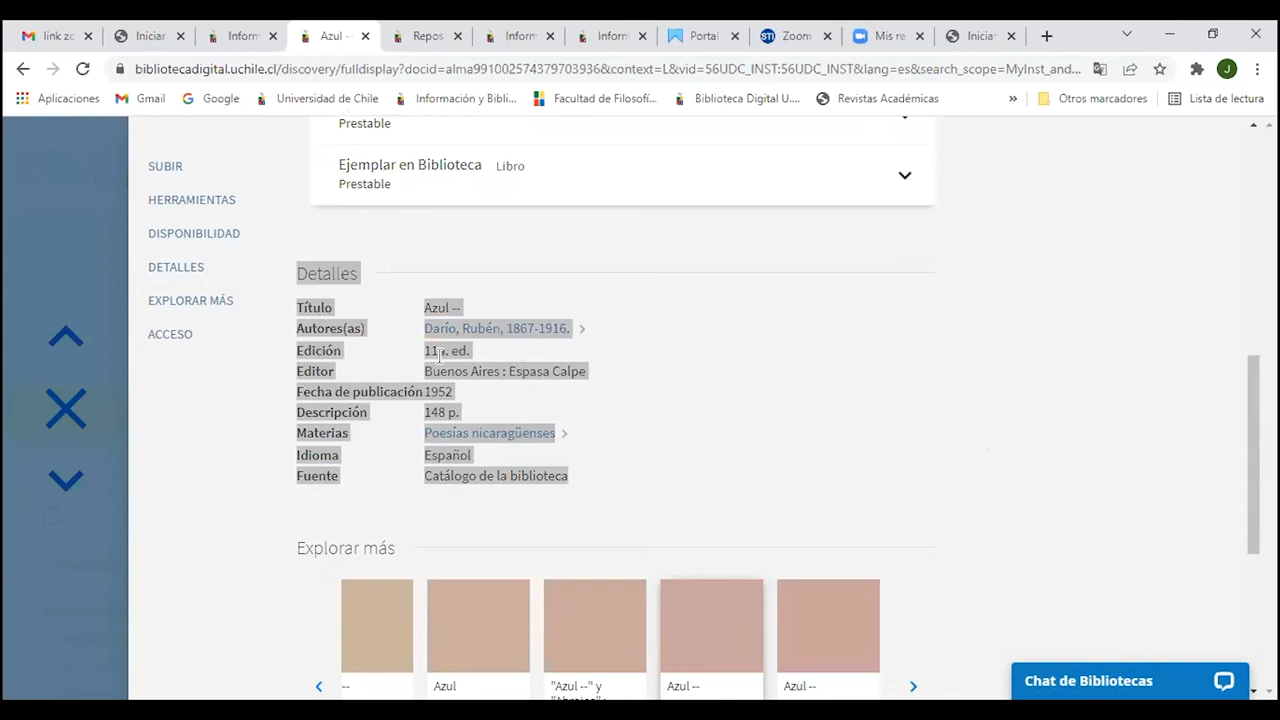 link zc
Iniciar
Inform
Azul --
Repos
Inform
Inform
Portal
STI
Zoom
Mis re
Inicia
bibliotecadigital.uchile.cl/discovery/fulldisplay?docid=alma991002574379703936&context=L&vid=56UDC_INST:56UDC_INST&lang=es&search_scope=MyInst_and...
J
Aplicaciones
Gmail
Google
Universidad de Chile
Información y Bibli...
Facultad de Filosofí...
Biblioteca Digital U....
Revistas Académicas
»
Otros marcadores
Lista de lectura
Prestable
SUBIR
Ejemplar en Biblioteca Libro
Prestable
HERRAMIENTAS
DISPONIBILIDAD
DETALLES
EXPLORAR MÁS
ACCESO
Detalles
Título Azul --
Autores(as) Darío, Rubén, 1867-1916.
Edición 11a. ed.
Editor Buenos Aires : Espasa Calpe
Fecha de publicación 1952
Descripción 148 p.
Materias Poesías nicaragüenses
Idioma Español
Fuente Catálogo de la biblioteca
Explorar más
--
Azul
"Azul --" y
Azul --
Azul --
Chat de Bibliotecas